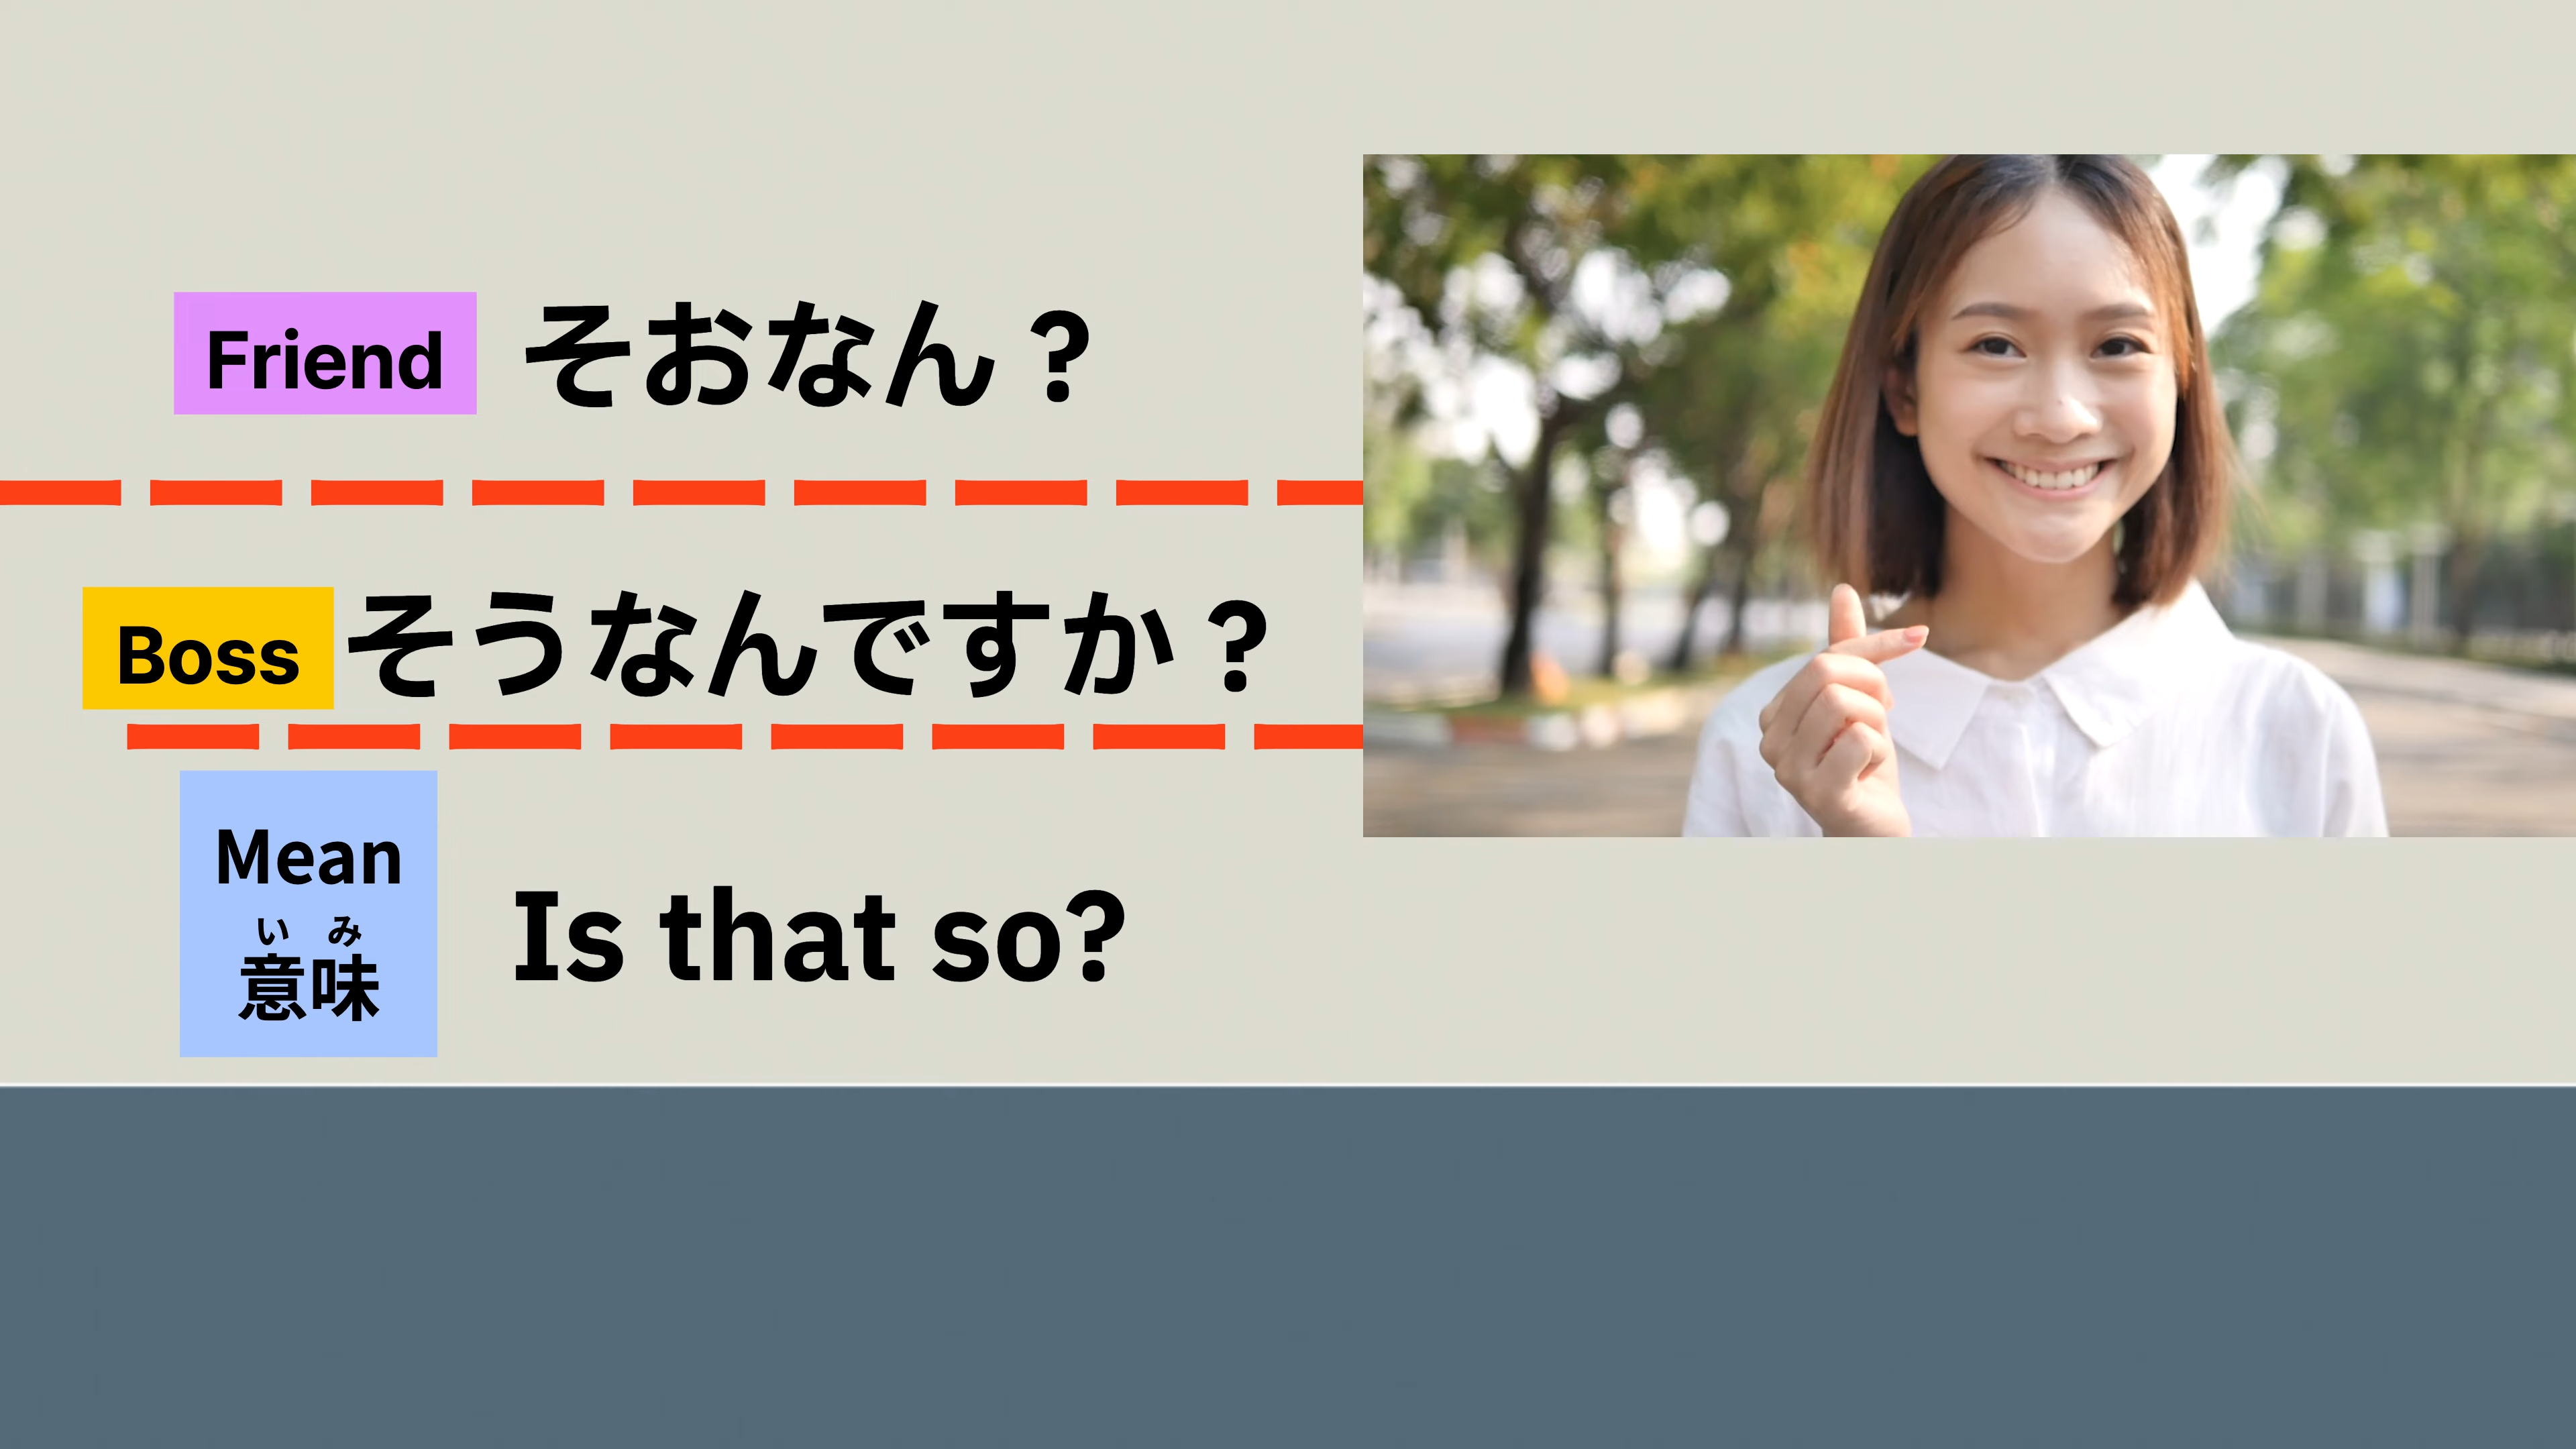 Friend そおなん？
Boss そうなんですか？
Mean
いみ
意味
Is that so?